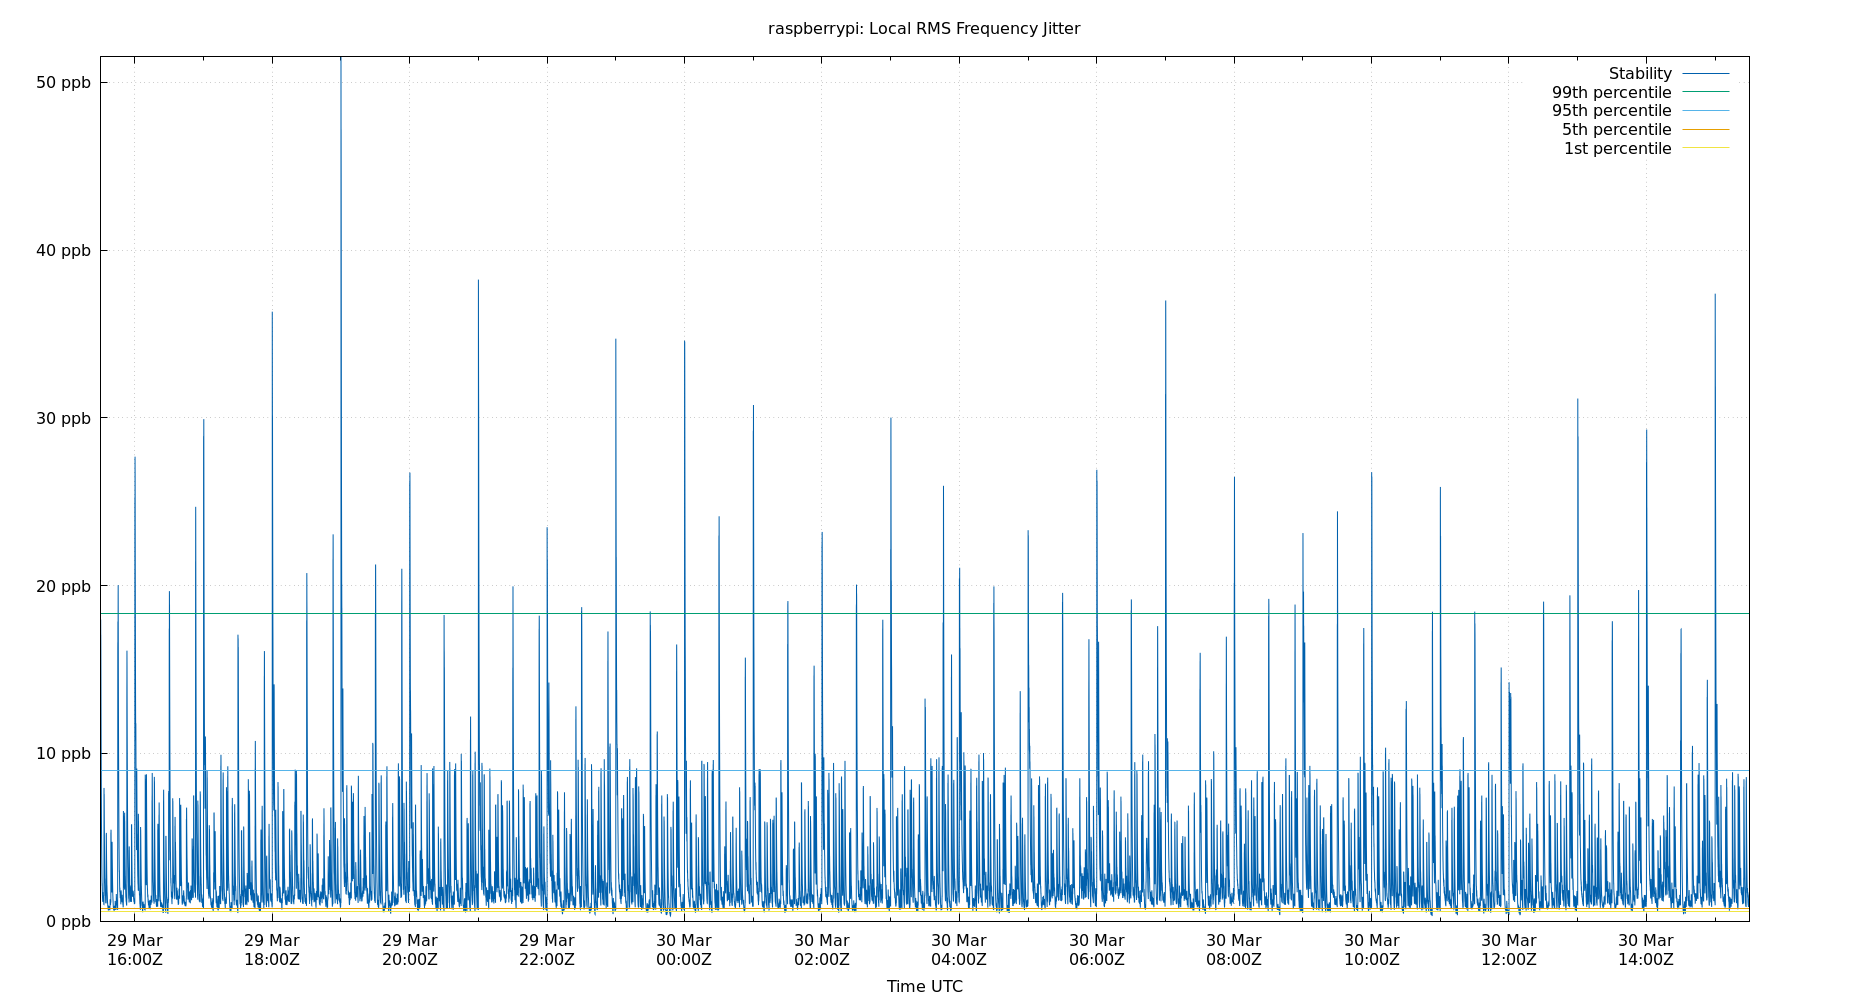 raspberrypi: Local RMS Frequency Jitter
Stability
99th percentile
95th percentile
5th percentile
1st percentile
50 ppb
40 ppb
30 ppb
20 ppb
10 ppb
0 ppb
29 Mar 29 Mar 29 Mar 29 Mar 30 Mar 30 Mar 30 Mar 30 Mar 30 Mar 30 Mar 30 Mar 30 Mar
16:00Z 18:00Z 20:00Z 22:00Z 00:00Z 02:00Z 04:00Z 06:00Z 08:00Z 10:00Z 12:00Z 14:00Z
Time UTC